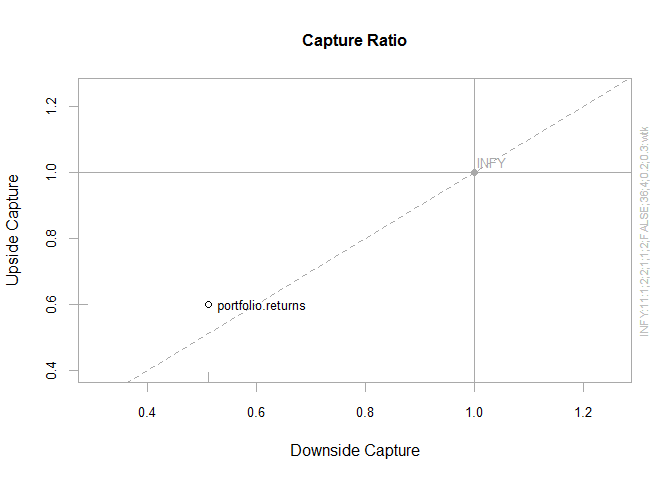 Capture Ratio
1.2
1.0
0.8
0.6
0.4
Upside Capture
INFY
portfolio.returns
0.4 0.6 0.8 1.0 1.2
Downside Capture
INFY:11:1;2;2;1;1;2;FALSE;36;4;0.2;0.3:wtk